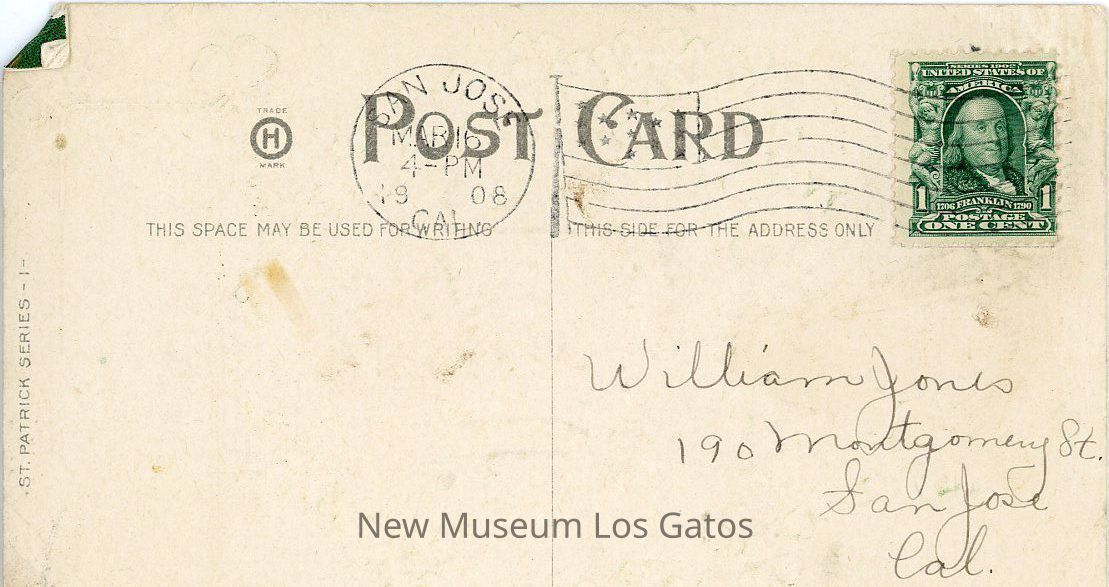 TRADE
H
MARK
POST CARD
SAN JOSE
MAR 16
4-PM
1908
CAL.
SERIES 1902
UNITED STATES OF
AMERICA
1706 FRANKLIN 1790
1 1
POSTAGE
ONE CENT
THIS SPACE MAY BE USED FOR WRITING
THIS SIDE FOR THE ADDRESS ONLY
ST. PATRICK SERIES - 1 -
William Jones
190 Montgomery St.
San Jose
Cal.
New Museum Los Gatos